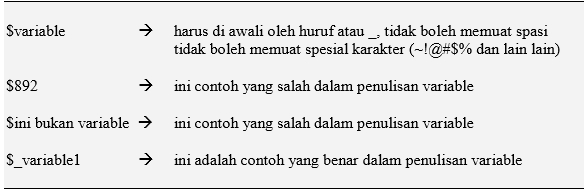 $variable → harus di awali oleh huruf atau _, tidak boleh memuat spasi
tidak boleh memuat spesial karakter (~!@#$% dan lain lain)
$892 → ini contoh yang salah dalam penulisan variable
$ini bukan variable → ini contoh yang salah dalam penulisan variable
$_variable1 → ini adalah contoh yang benar dalam penulisan variable